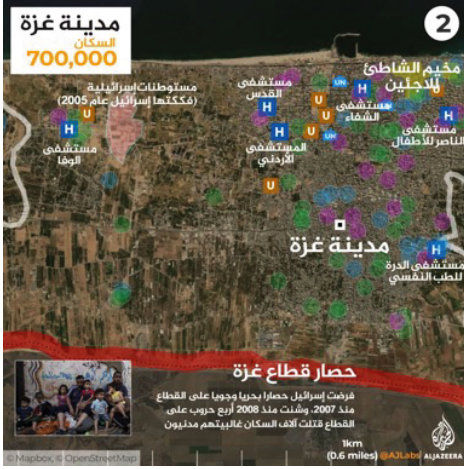 مدينة غزة
السكان
700,000
2
مخيم الشاطئ
للاجئين
مستشفى
القدس
مستوطنات إسرائيلية
(فككتها إسرائيل عام 2005)
UN
H
U
H
U
H
U
H
مستشفى
الشفاء
H
U
UN
U
مستشفى
الناصر للأطفال
مستشفى
الوفا
المستشفى
الأردني
U
مدينة غزة
H
مستشفى الدرة
للطب النفسي
حصار قطاع غزة
فرضت إسرائيل حصارا بحريا وجويا على القطاع
منذ 2007، وشنت منذ 2008 أربع حروب على
القطاع قتلت آلاف السكان غالبيتهم مدنيون
1km
(0.6 miles)
@AJLabs
ALJAZEERA
© Mapbox, © OpenStreetMap